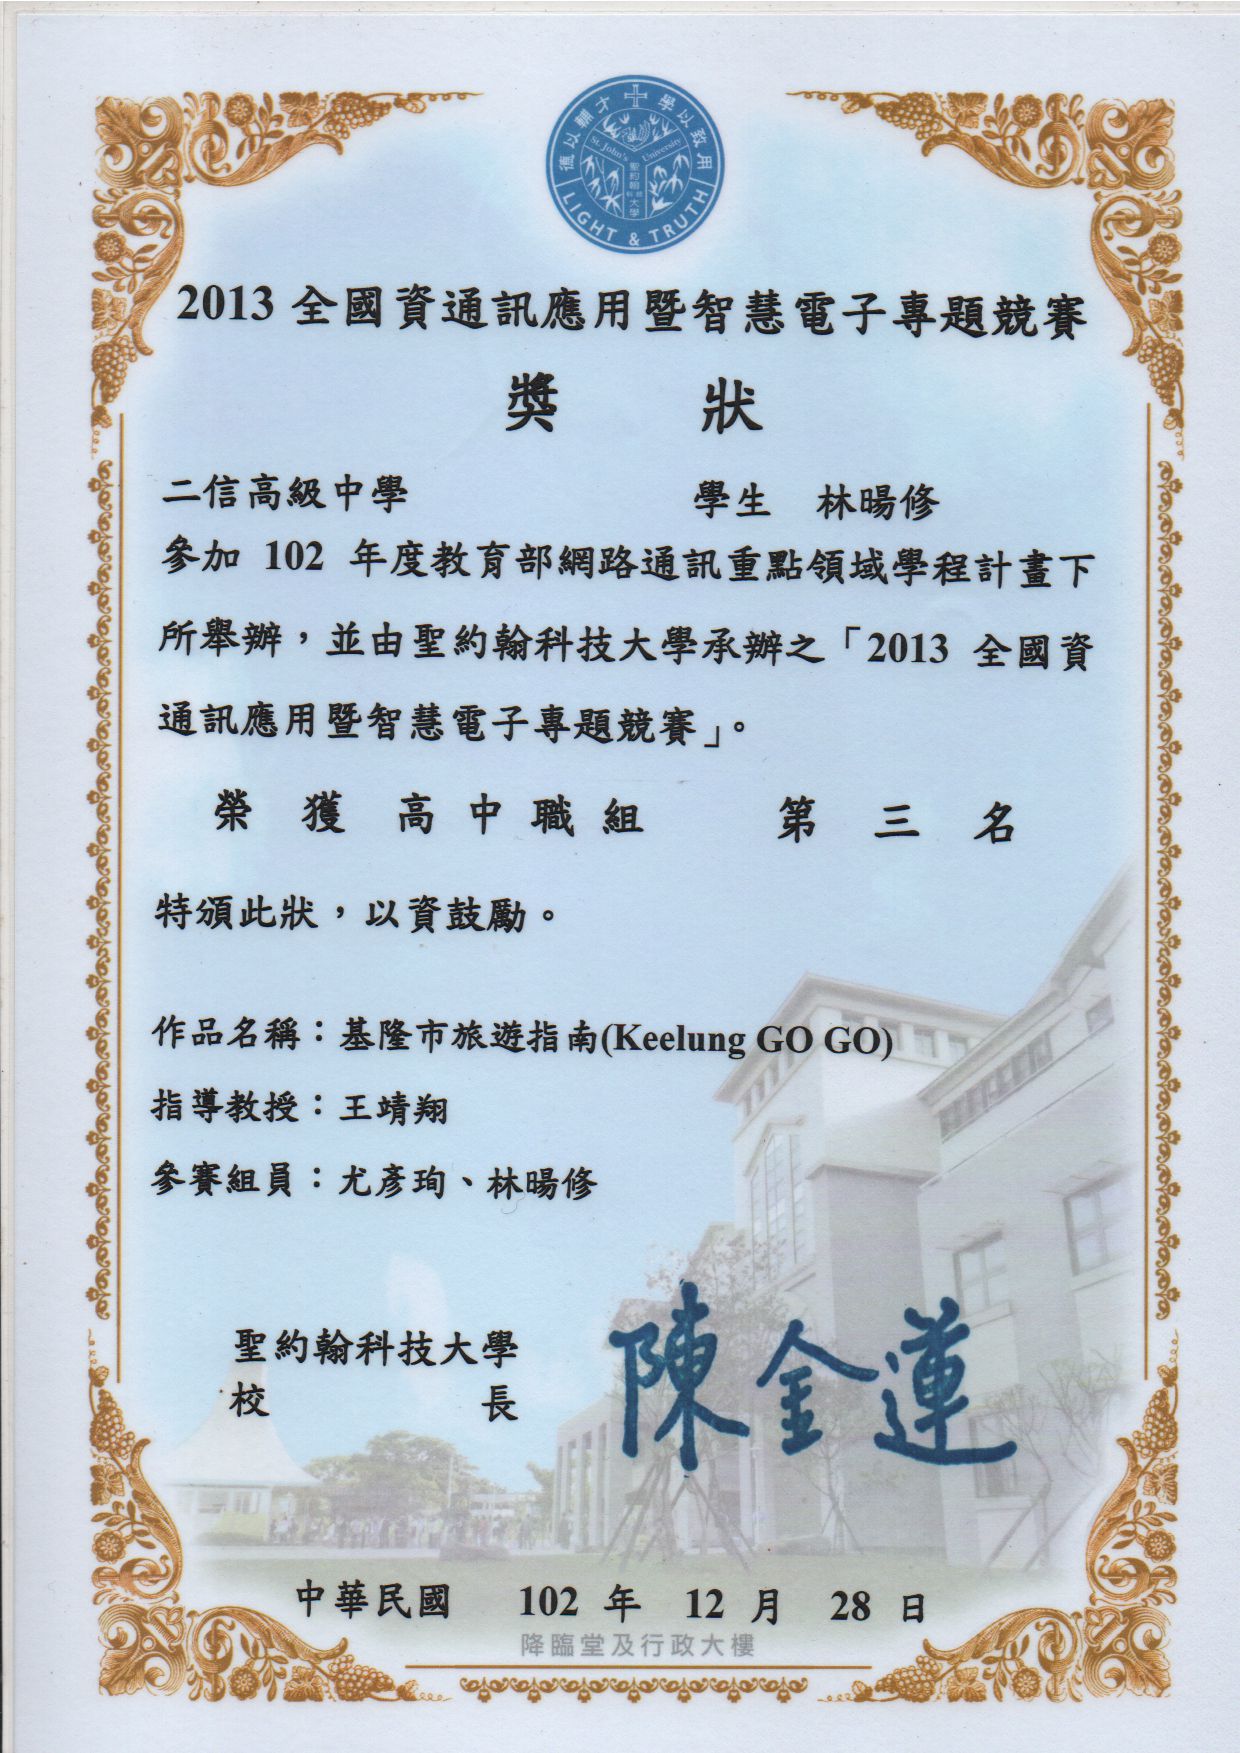 德以輔才 學以致用
St. John's University
聖約翰科技大學
LIGHT & TRUTH
2013 全國資通訊應用暨智慧電子專題競賽
獎 狀
二信高級中學 學生 林暘修
參加 102 年度教育部網路通訊重點領域學程計畫下
所舉辦，並由聖約翰科技大學承辦之「2013 全國資
通訊應用暨智慧電子專題競賽」。
榮獲高中職組 第三名
特頒此狀，以資鼓勵。
作品名稱：基隆市旅遊指南(Keelung GO GO)
指導教授：王靖翔
參賽組員：尤彥珣、林暘修
聖約翰科技大學
校長 陳金蓮
中華民國 102 年 12 月 28 日
降臨堂及行政大樓